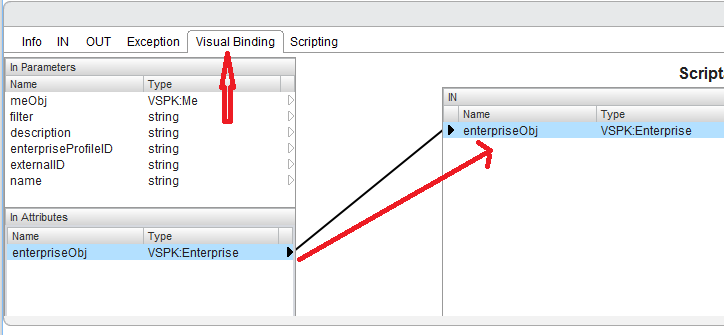 Info IN OUT Exception Visual Binding Scripting
In Parameters
Name Type
meObj VSPK:Me
filter string
description string
enterpriseProfileID string
externalID string
name string
In Attributes
Name Type
enterpriseObj VSPK:Enterprise
Scripta
IN
Name Type
enterpriseObj VSPK:Enterprise